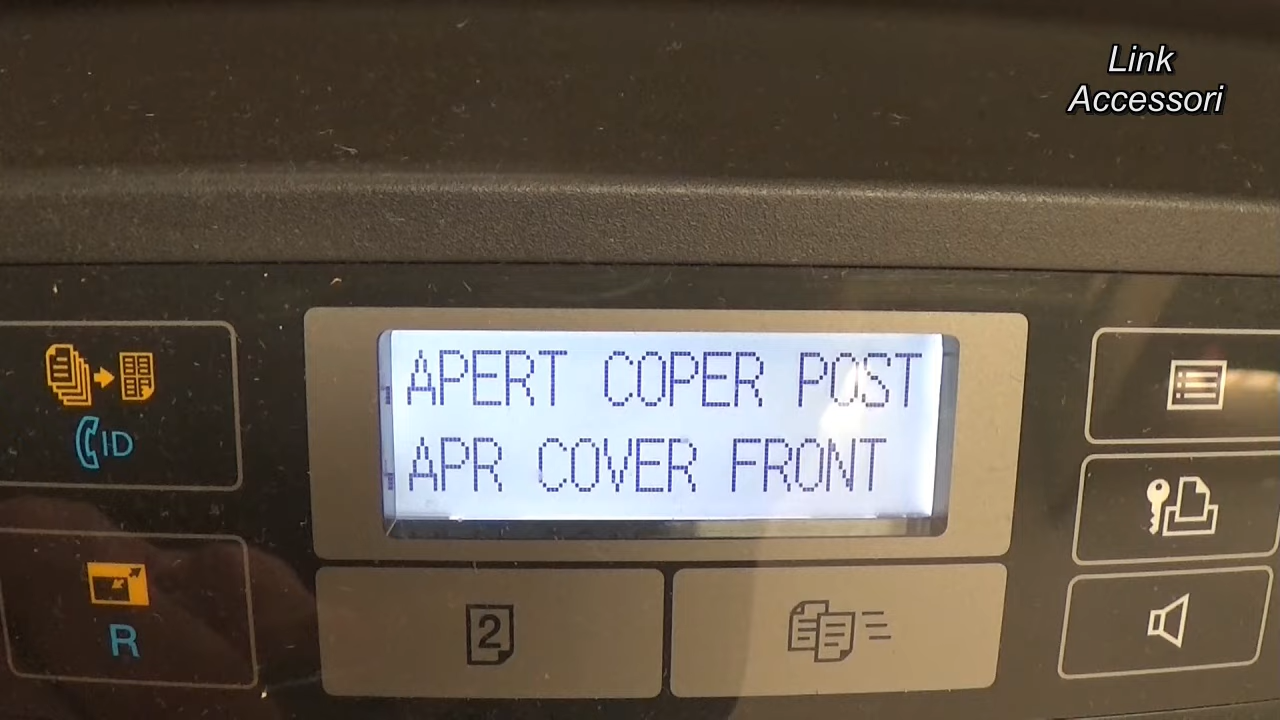 Link
Accessori
APERT COPER POST
APR COVER FRONT
ID
R
2